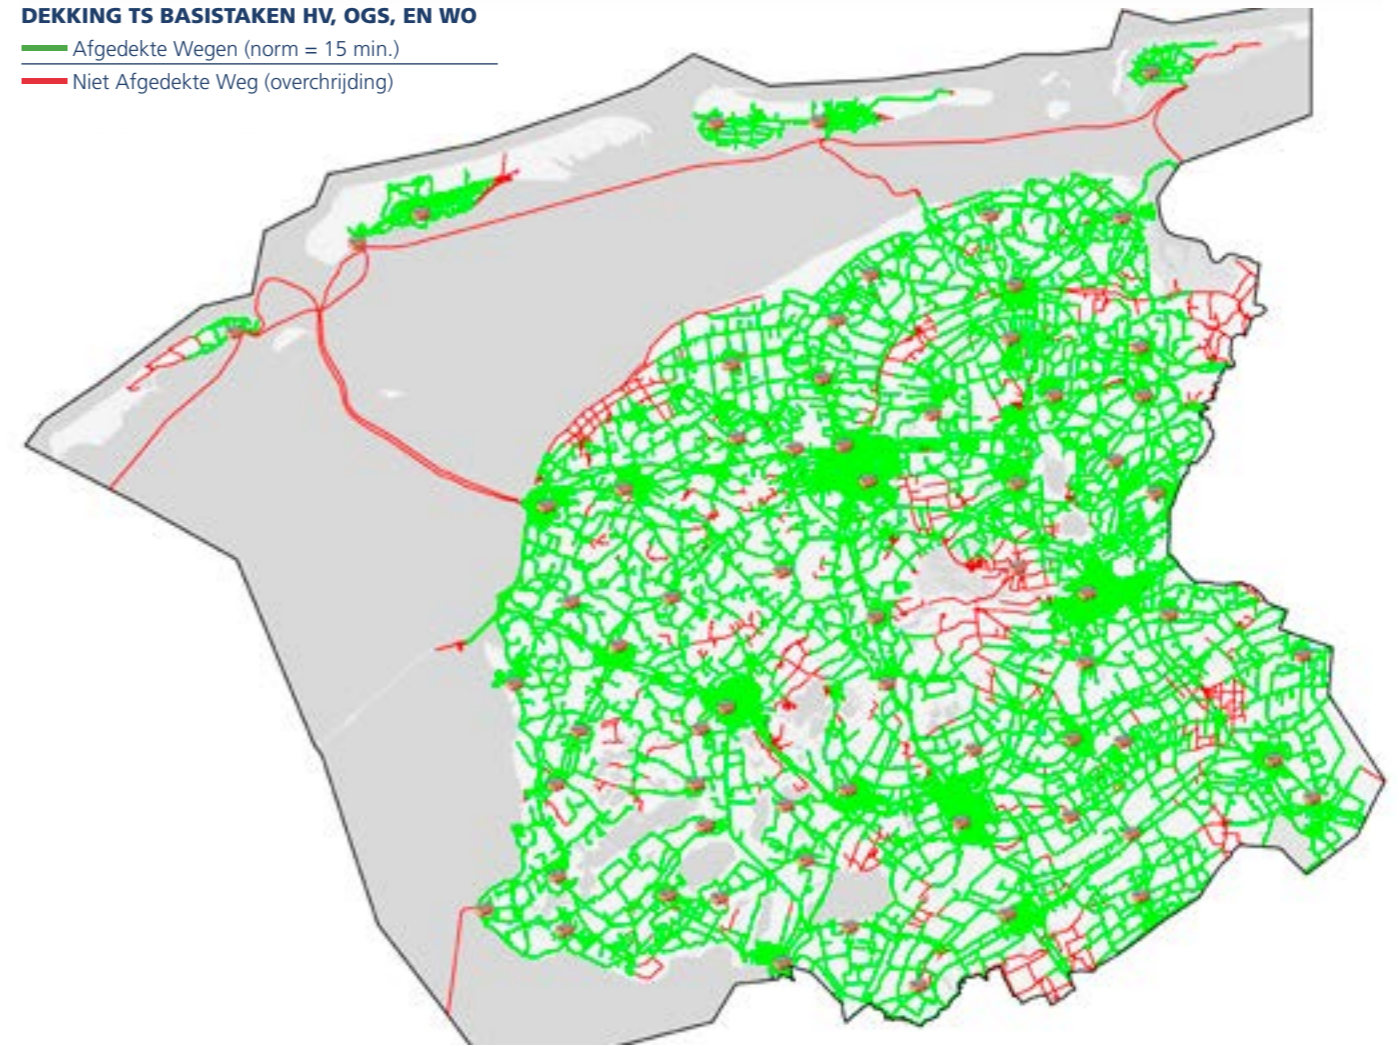 DEKKING TS BASISTAKEN HV, OGS, EN WO
Afgedekte Wegen (norm = 15 min.)
Niet Afgedekte Weg (overchrijding)